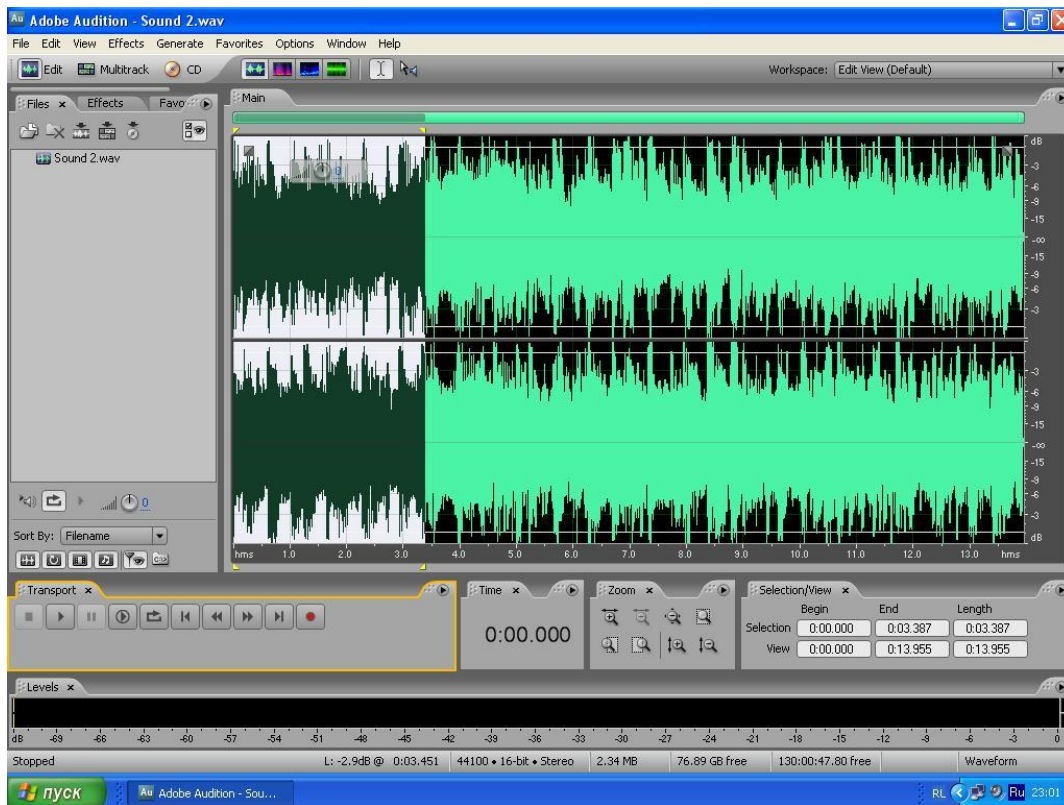 Au Adobe Audition - Sound 2.wav
File Edit View Effects Generate Favorites Options Window Help
Edit Multitrack CD Workspace: Edit View (Default)
Files Effects Favo
Main
Sound 2.wav
0
dB
-3
-6
-9
-15
-∞
-15
-9
-6
-3
-3
-6
-9
-15
-∞
-15
-9
-6
-3
dB
0
Sort By: Filename
hms 1.0 2.0 3.0 4.0 5.0 6.0 7.0 8.0 9.0 10.0 11.0 12.0 13.0 hms
Transport Time Zoom Selection/View
Begin End Length
Selection 0:00.000 0:03.387 0:03.387
View 0:00.000 0:13.955 0:13.955
0:00.000
Levels
dB -69 -66 -63 -60 -57 -54 -51 -48 -45 -42 -39 -36 -33 -30 -27 -24 -21 -18 -15 -12 -9 -6 -3 0
Stopped L: -2.9dB @ 0:03.451 44100 • 16-bit • Stereo 2.34 MB 76.89 GB free 130:00:47.80 free Waveform
пуск Au Adobe Audition - Sou... RL Ru 23:01